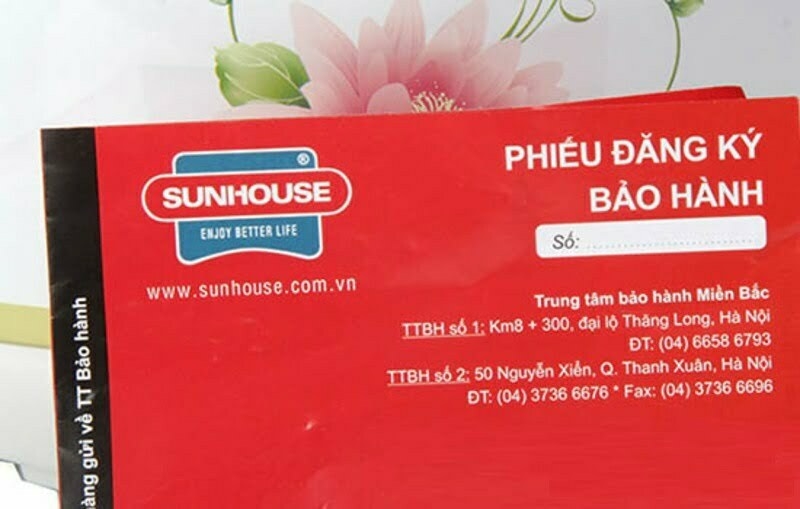 ®
SUNHOUSE
ENJOY BETTER LIFE
www.sunhouse.com.vn
PHIẾU ĐĂNG KÝ
BẢO HÀNH
Số:
Trung tâm bảo hành Miền Bắc
TTBH số 1: Km8 + 300, đại lộ Thăng Long, Hà Nội
ĐT: (04) 6658 6793
TTBH số 2: 50 Nguyễn Xiển, Q. Thanh Xuân, Hà Nội
ĐT: (04) 3736 6676 * Fax: (04) 3736 6696
gửi về TT Bảo hành